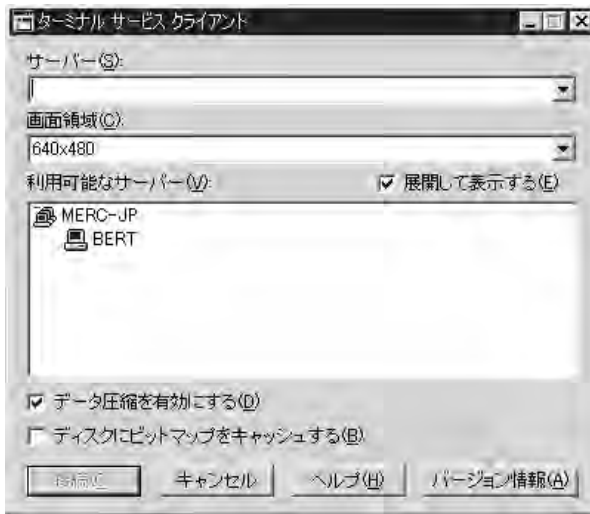 ターミナル サービス クライアント
サーバー(S):
画面領域(C):
640x480
利用可能なサーバー(V):
展開して表示する(E)
MERC-JP
BERT
データ圧縮を有効にする(D)
ディスクにビットマップをキャッシュする(B)
キャンセル
ヘルプ(H)
バージョン情報(A)